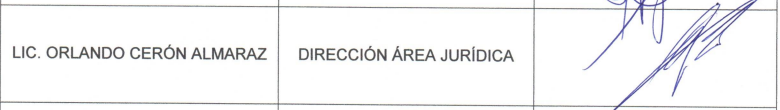 LIC. ORLANDO CERÓN ALMARAZ
DIRECCIÓN ÁREA JURÍDICA